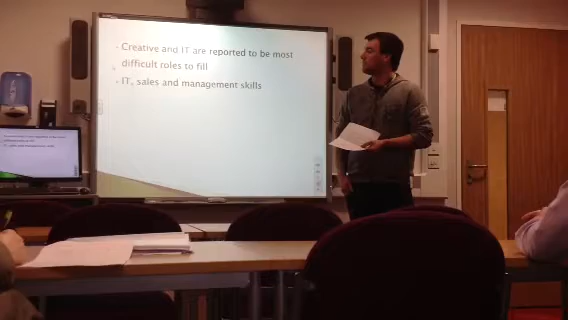 Creative and IT are reported to be most
difficult roles to fill
IT, sales and management skills